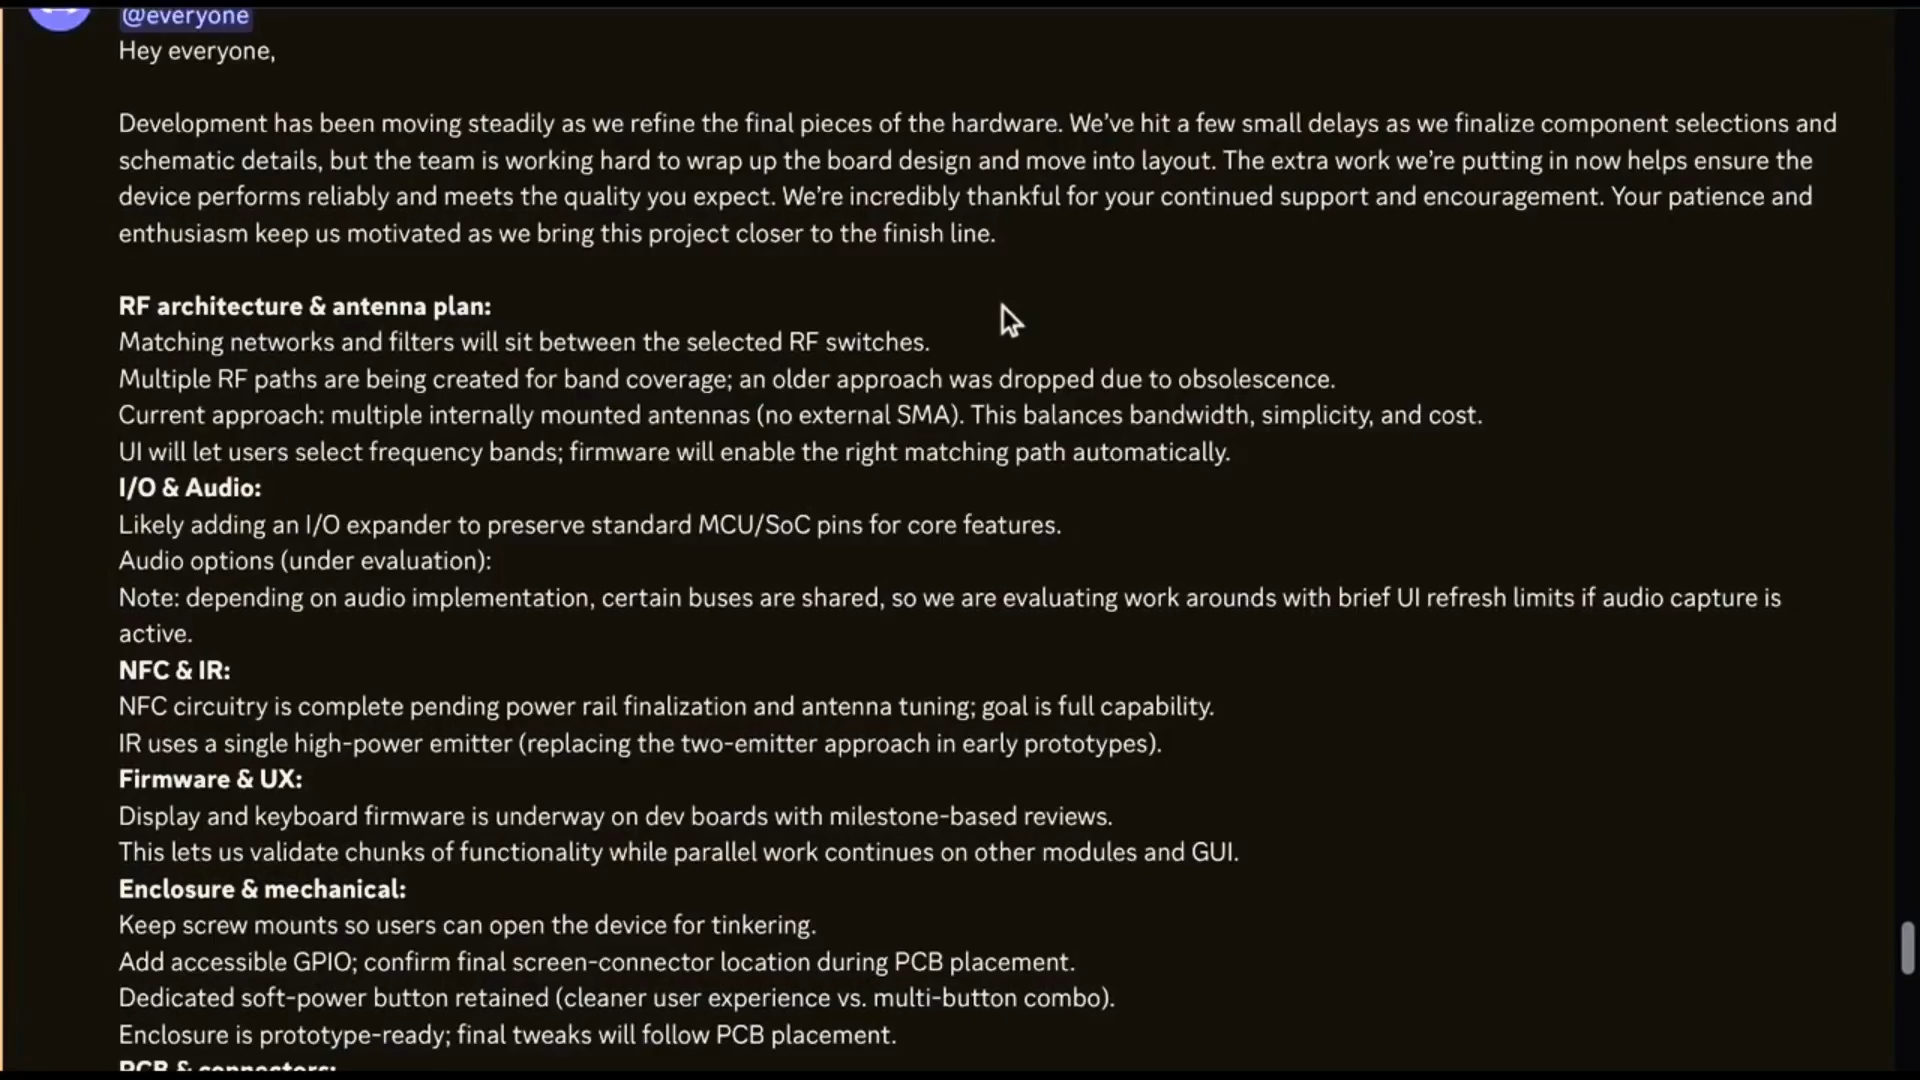 @everyone
Hey everyone,
Development has been moving steadily as we refine the final pieces of the hardware. We've hit a few small delays as we finalize component selections and
schematic details, but the team is working hard to wrap up the board design and move into layout. The extra work we're putting in now helps ensure the
device performs reliably and meets the quality you expect. We're incredibly thankful for your continued support and encouragement. Your patience and
enthusiasm keep us motivated as we bring this project closer to the finish line.
RF architecture & antenna plan:
Matching networks and filters will sit between the selected RF switches.
Multiple RF paths are being created for band coverage; an older approach was dropped due to obsolescence.
Current approach: multiple internally mounted antennas (no external SMA). This balances bandwidth, simplicity, and cost.
UI will let users select frequency bands; firmware will enable the right matching path automatically.
I/O & Audio:
Likely adding an I/O expander to preserve standard MCU/SoC pins for core features.
Audio options (under evaluation):
Note: depending on audio implementation, certain buses are shared, so we are evaluating work arounds with brief UI refresh limits if audio capture is
active.
NFC & IR:
NFC circuitry is complete pending power rail finalization and antenna tuning; goal is full capability.
IR uses a single high-power emitter (replacing the two-emitter approach in early prototypes).
Firmware & UX:
Display and keyboard firmware is underway on dev boards with milestone-based reviews.
This lets us validate chunks of functionality while parallel work continues on other modules and GUI.
Enclosure & mechanical:
Keep screw mounts so users can open the device for tinkering.
Add accessible GPIO; confirm final screen-connector location during PCB placement.
Dedicated soft-power button retained (cleaner user experience vs. multi-button combo).
Enclosure is prototype-ready; final tweaks will follow PCB placement.
PCB & connectors: